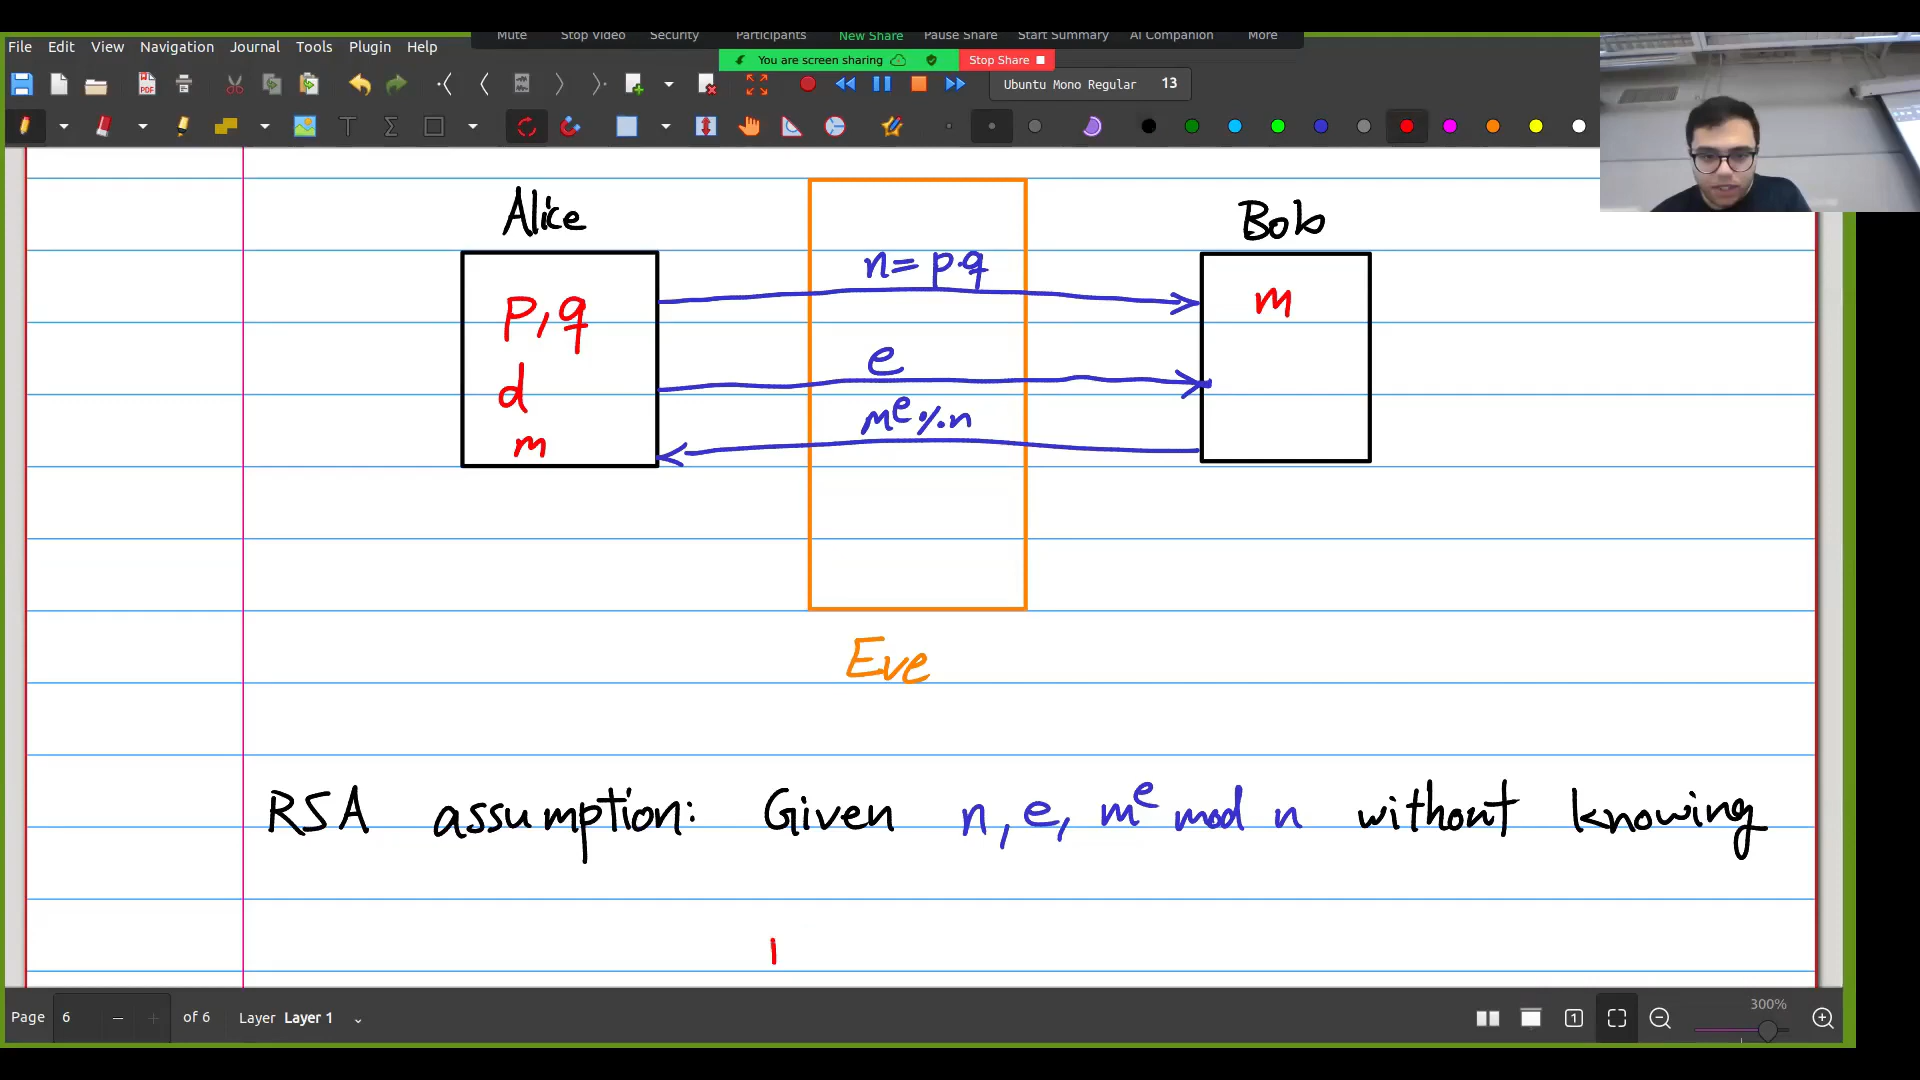 Mute Stop Video Security Participants New Share Pause Share Start Summary AI Companion More
File Edit View Navigation Journal Tools Plugin Help
You are screen sharing Stop Share
PDF Ubuntu Mono Regular 13
Alice Bob
n = p.q
p, q
m
e
d
m^e % n
m
Eve
RSA assumption: Given n, e, m^e mod n without knowing
Page 6 of 6 Layer Layer 1 1 300%